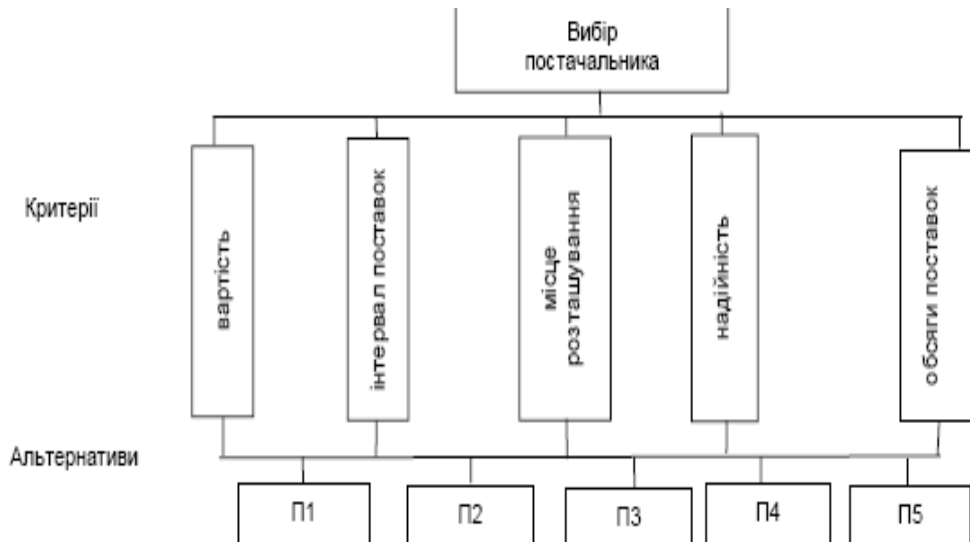 Вибір
постачальника
Критерії
вартість
інтервал поставок
місце
розташування
надійність
обсяги поставок
Альтернативи
П1
П2
П3
П4
П5